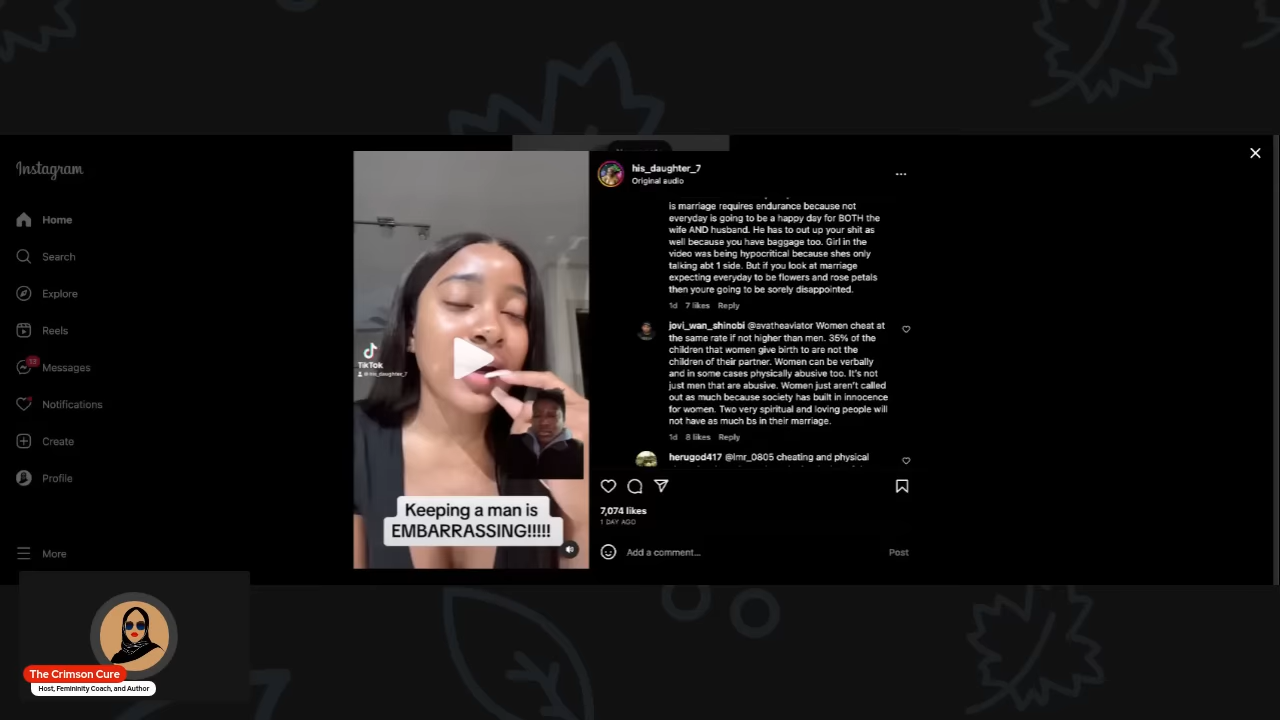 Instagram
Home
Search
Explore
Reels
13
Messages
Notifications
Create
Profile
More
TikTok
@his_daughter_7
Keeping a man is
EMBARRASSING!!!!!
his_daughter_7
Original audio
is marriage requires endurance because not
everyday is going to be a happy day for BOTH the
wife AND husband. He has to out up your shit as
well because you have baggage too. Girl in the
video was being hypocritical because shes only
talking abt 1 side. But if you look at marriage
expecting everyday to be flowers and rose petals
then youre going to be sorely disappointed.
1d 7 likes Reply
jovi_wan_shinobi @avatheaviator Women cheat at
the same rate if not higher than men. 35% of the
children that women give birth to are not the
children of their partner. Women can be verbally
and in some cases physically abusive too. It's not
just men that are abusive. Women just aren't called
out as much because society has built in innocence
for women. Two very spiritual and loving people will
not have as much bs in their marriage.
1d 8 likes Reply
herugod417 @lmr_0805 cheating and physical
7,074 likes
1 DAY AGO
Add a comment...
Post
The Crimson Cure
Host, Femininity Coach, and Author